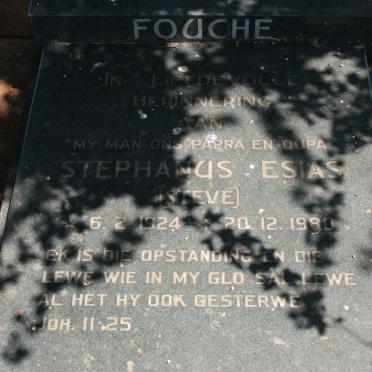 FOUCHE
IN LIEFDEVOLLE
HERINNERING
AAN
MY MAN ONS PAPPA EN OUPA
STEPHANUS ESIAS
(STEVE)
6.2.1924 20.12.1980
EK IS DIE OPSTANDING EN DIE
LEWE WIE IN MY GLO SAL LEWE
AL HET HY OOK GESTERWE
JOH. 11:25